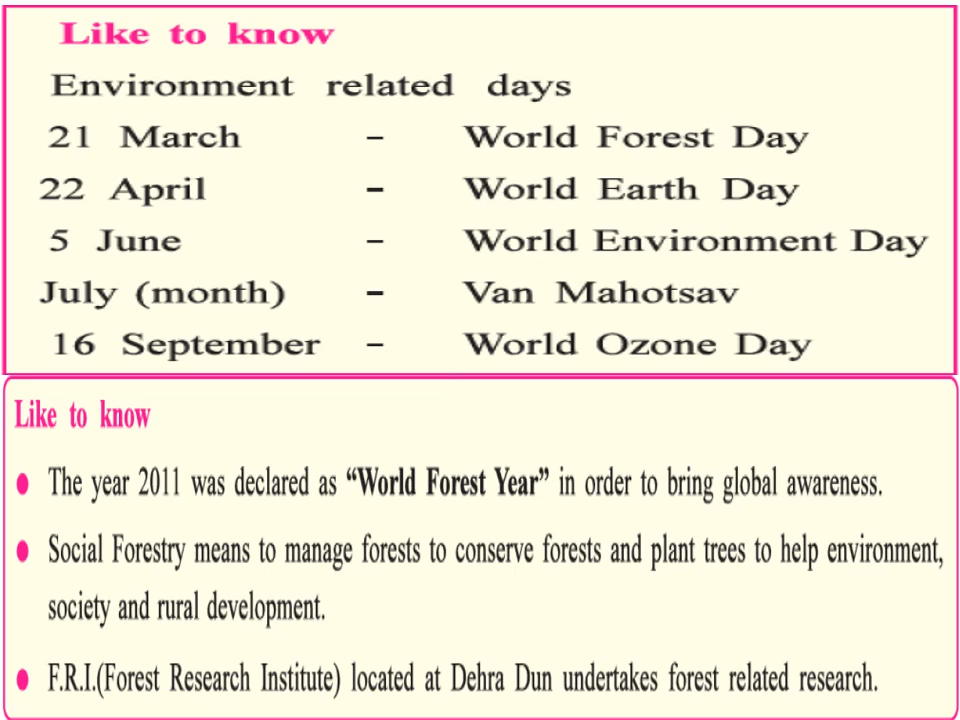 Like to know
Environment related days
21 March - World Forest Day
22 April - World Earth Day
5 June - World Environment Day
July (month) - Van Mahotsav
16 September - World Ozone Day
Like to know
● The year 2011 was declared as “World Forest Year” in order to bring global awareness.
● Social Forestry means to manage forests to conserve forests and plant trees to help environment,
society and rural development.
● F.R.I.(Forest Research Institute) located at Dehra Dun undertakes forest related research.